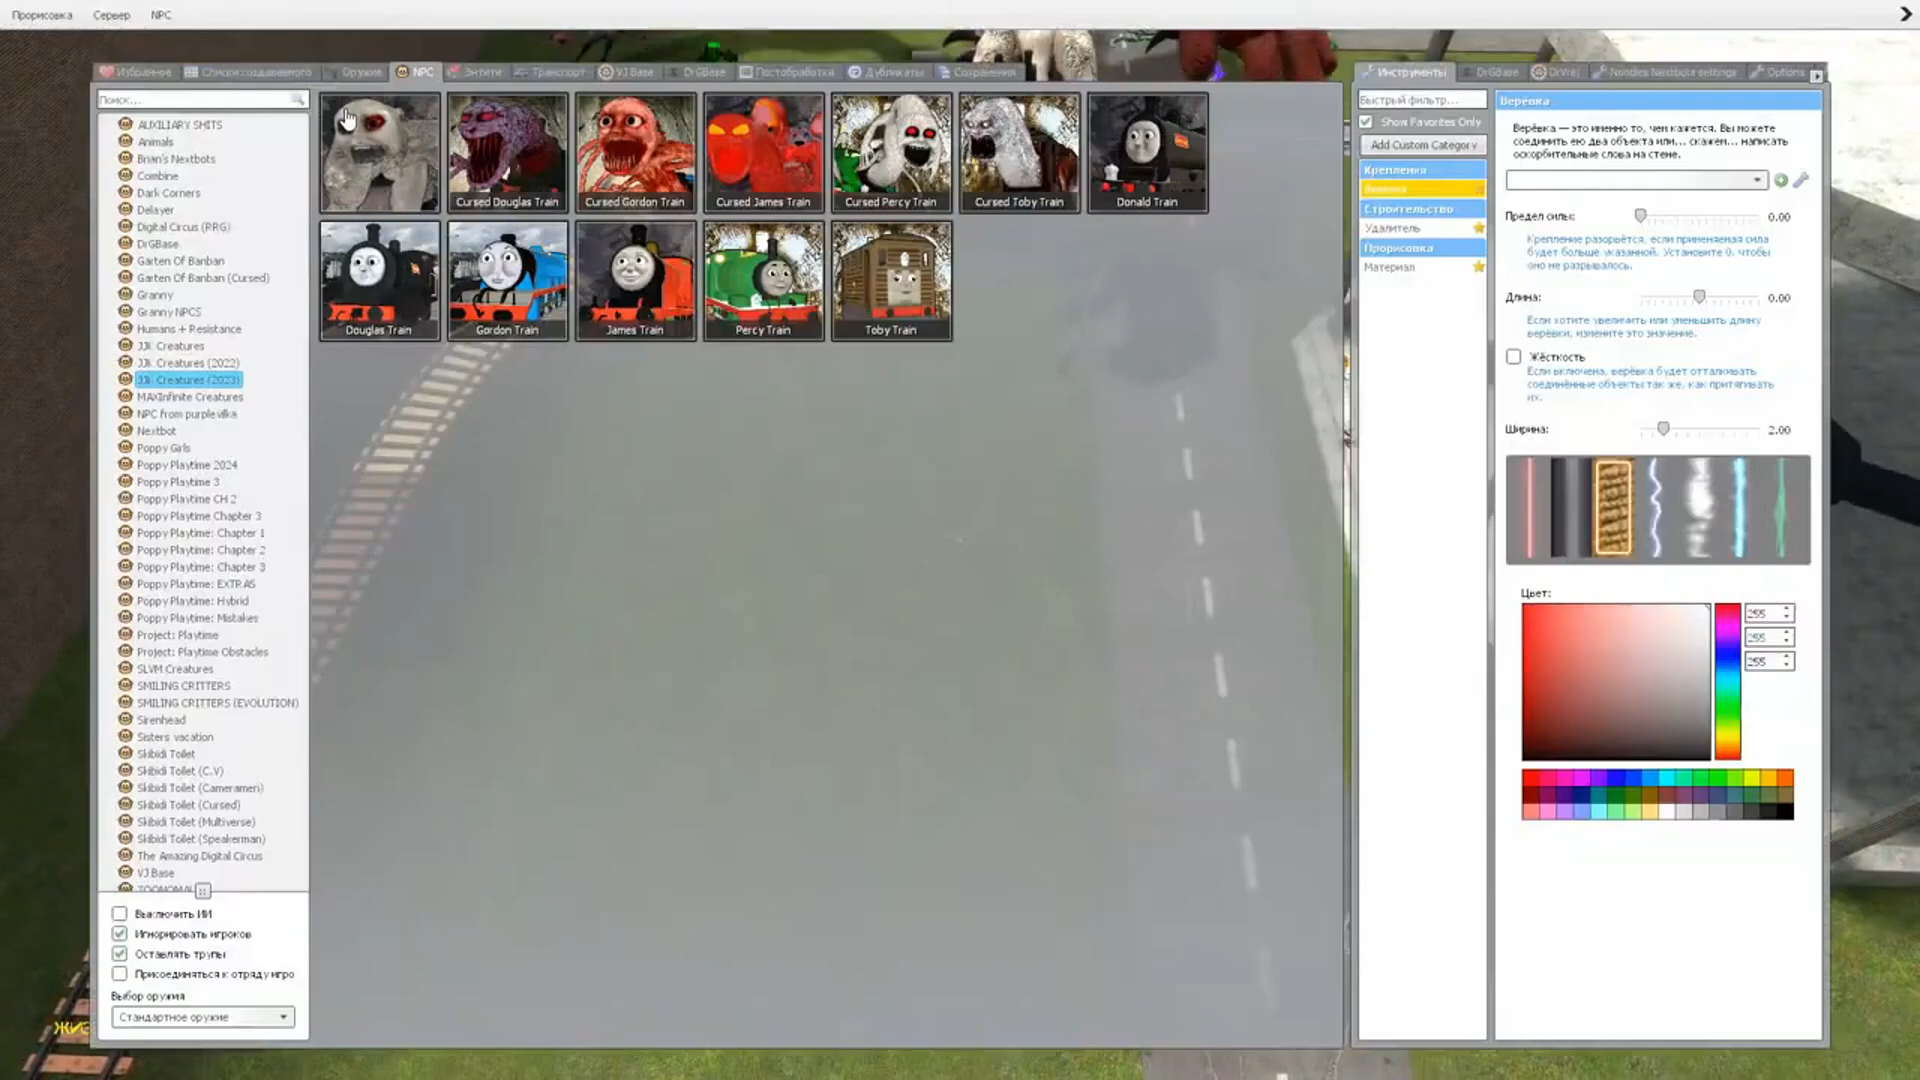 Прорисовка Сервер NPC
Избранное Список создаваемого Оружие NPC Энтити Транспорт VJ Base DrGBase Постобработка Дубликаты Сохранения
Поиск...
AUXILIARY SHITS
Animals
Brian's Nextbots
Combine
Dark Corners
Delayer
Digital Circus (RRG)
DrGBase
Garten Of Banban
Garten Of Banban (Cursed)
Granny
Granny NPCS
Humans + Resistance
JJk Creatures
JJk Creatures (2022)
JJk Creatures (2023)
MAXInfinite Creatures
NPC from purplevilka
Nextbot
Poppy Girls
Poppy Playtime 2024
Poppy Playtime 3
Poppy Playtime CH 2
Poppy Playtime Chapter 3
Poppy Playtime: Chapter 1
Poppy Playtime: Chapter 2
Poppy Playtime: Chapter 3
Poppy Playtime: EXTRAS
Poppy Playtime: Hybrid
Poppy Playtime: Mistakes
Project: Playtime
Project: Playtime Obstacles
SLVM Creatures
SMILING CRITTERS
SMILING CRITTERS (EVOLUTION)
Sirenhead
Sisters vacation
Skibidi Toilet
Skibidi Toilet (C.V)
Skibidi Toilet (Cameramen)
Skibidi Toilet (Cursed)
Skibidi Toilet (Multiverse)
Skibidi Toilet (Speakerman)
The Amazing Digital Circus
VJ Base
Выключить ИИ
Игнорировать игроков
Оставлять трупы
Присоединяться к отряду игро
Выбор оружия
Стандартное оружие
Cursed Douglas Train
Cursed Gordon Train
Cursed James Train
Cursed Percy Train
Cursed Toby Train
Donald Train
Douglas Train
Gordon Train
James Train
Percy Train
Toby Train
Инструменты DrGBase DrVrej Noodles Nextbots settings Options
Быстрый фильтр...
Show Favorites Only
Add Custom Category
Крепления
Верёвка
Строительство
Удалитель
Прорисовка
Материал
Верёвка
Верёвка — это именно то, чем кажется. Вы можете
соединить ею два объекта или... скажем... написать
оскорбительные слова на стене.
Предел силы: 0.00
Крепление разорвётся, если применяемая сила
будет больше указанной. Установите 0, чтобы
оно не разрывалось.
Длина: 0.00
Если хотите увеличить или уменьшить длину
верёвки, измените это значение.
Жёсткость
Если включена, верёвка будет отталкивать
соединённые объекты так же, как притягивать
их.
Ширина: 2.00
Цвет:
255
255
255